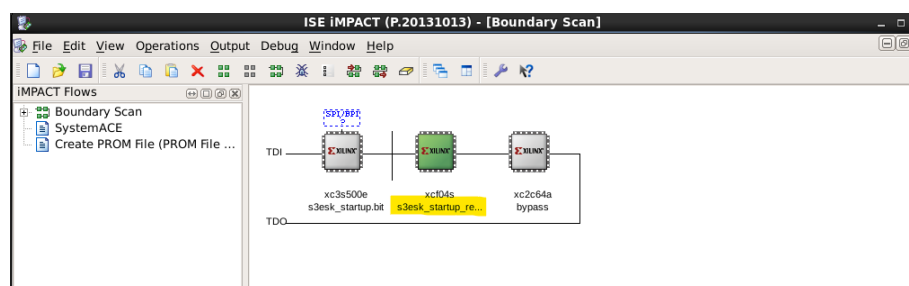 ISE iMPACT (P.20131013) - [Boundary Scan]
File Edit View Operations Output Debug Window Help
iMPACT Flows
Boundary Scan
SystemACE
Create PROM File (PROM File ...
SPI/BPI
?
TDI
XILINX XILINX XILINX
xc3s500e xcf04s xc2c64a
s3esk_startup.bit s3esk_startup_re... bypass
TDO